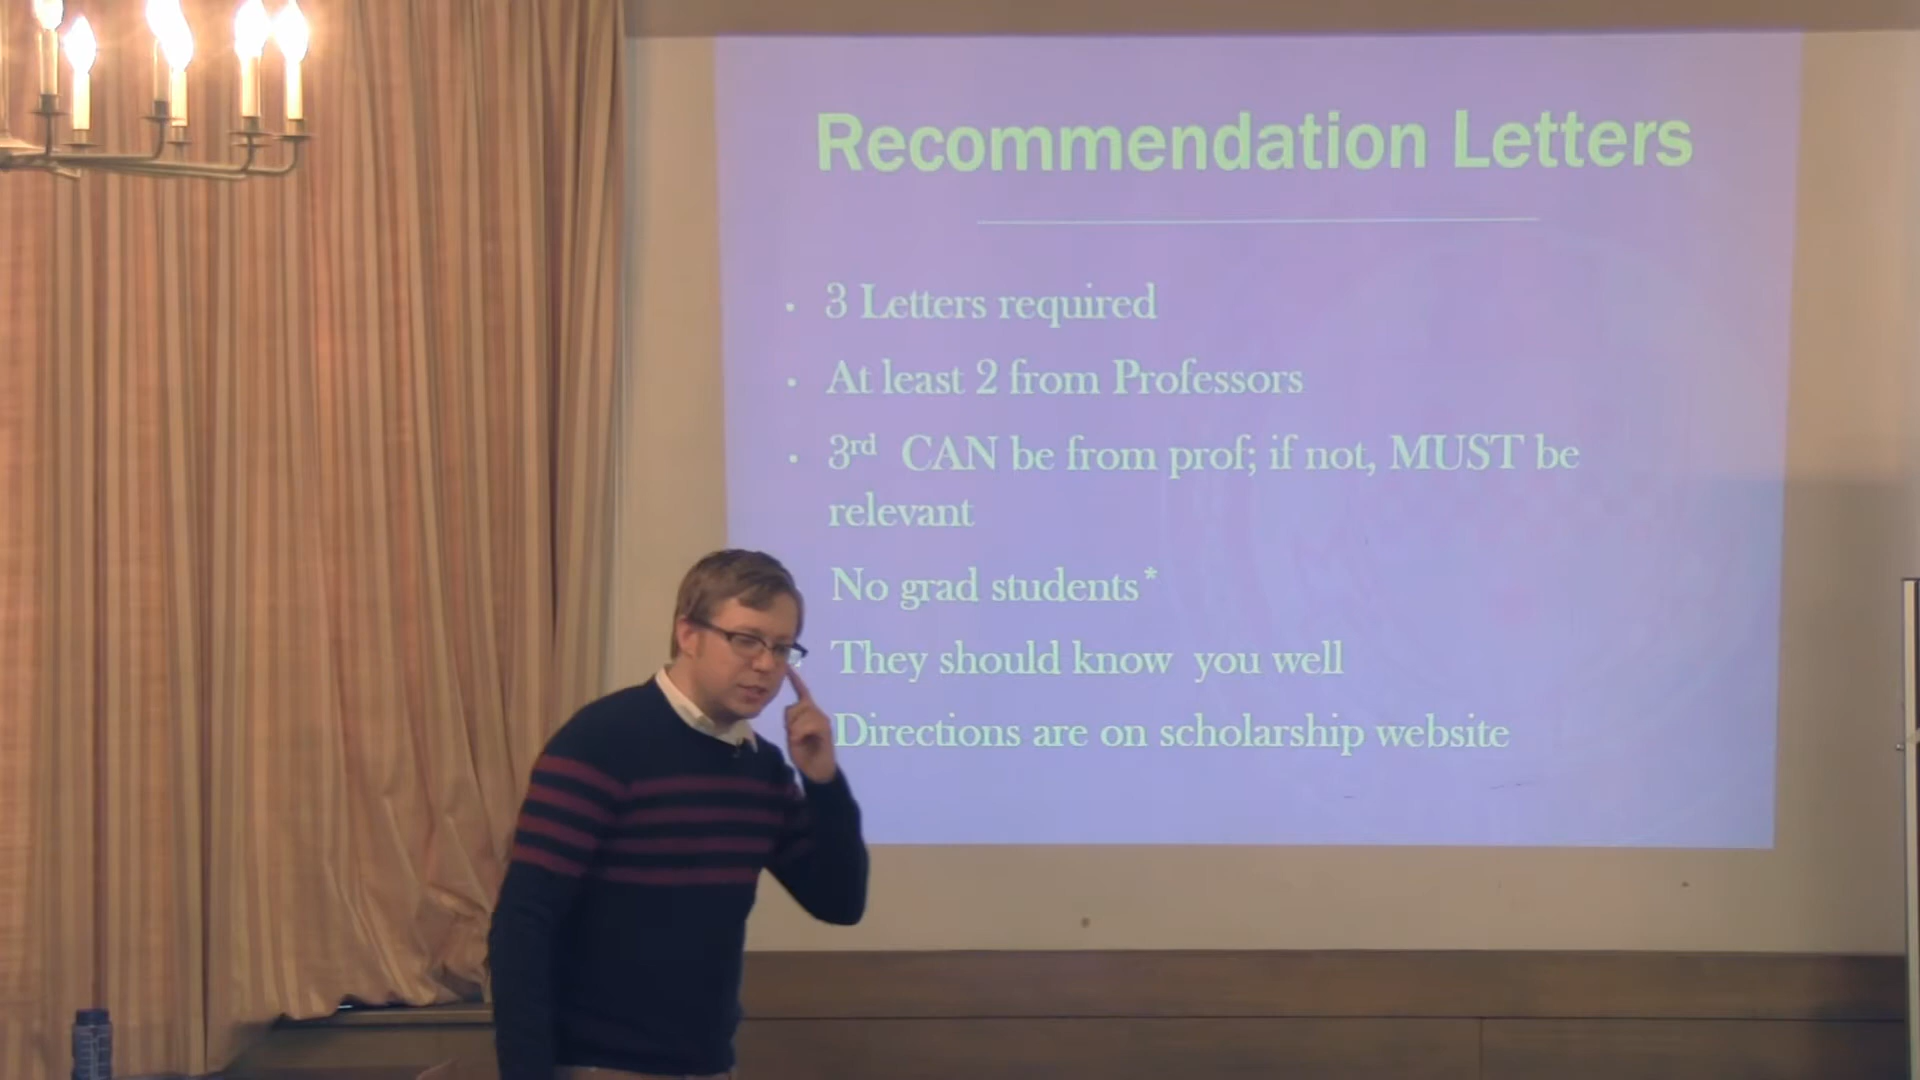 Recommendation Letters
• 3 Letters required
• At least 2 from Professors
• 3rd CAN be from prof; if not, MUST be
relevant
No grad students*
They should know you well
Directions are on scholarship website